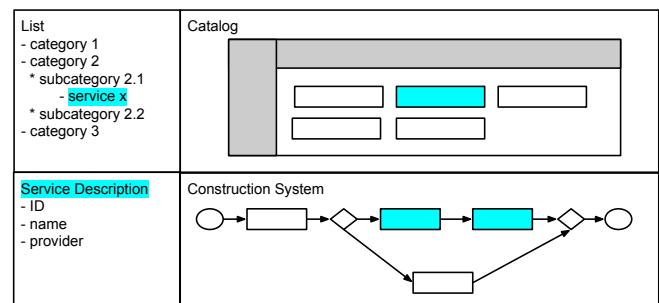 List
- category 1
- category 2
* subcategory 2.1
- service x
* subcategory 2.2
- category 3
Catalog
Service Description
- ID
- name
- provider
Construction System